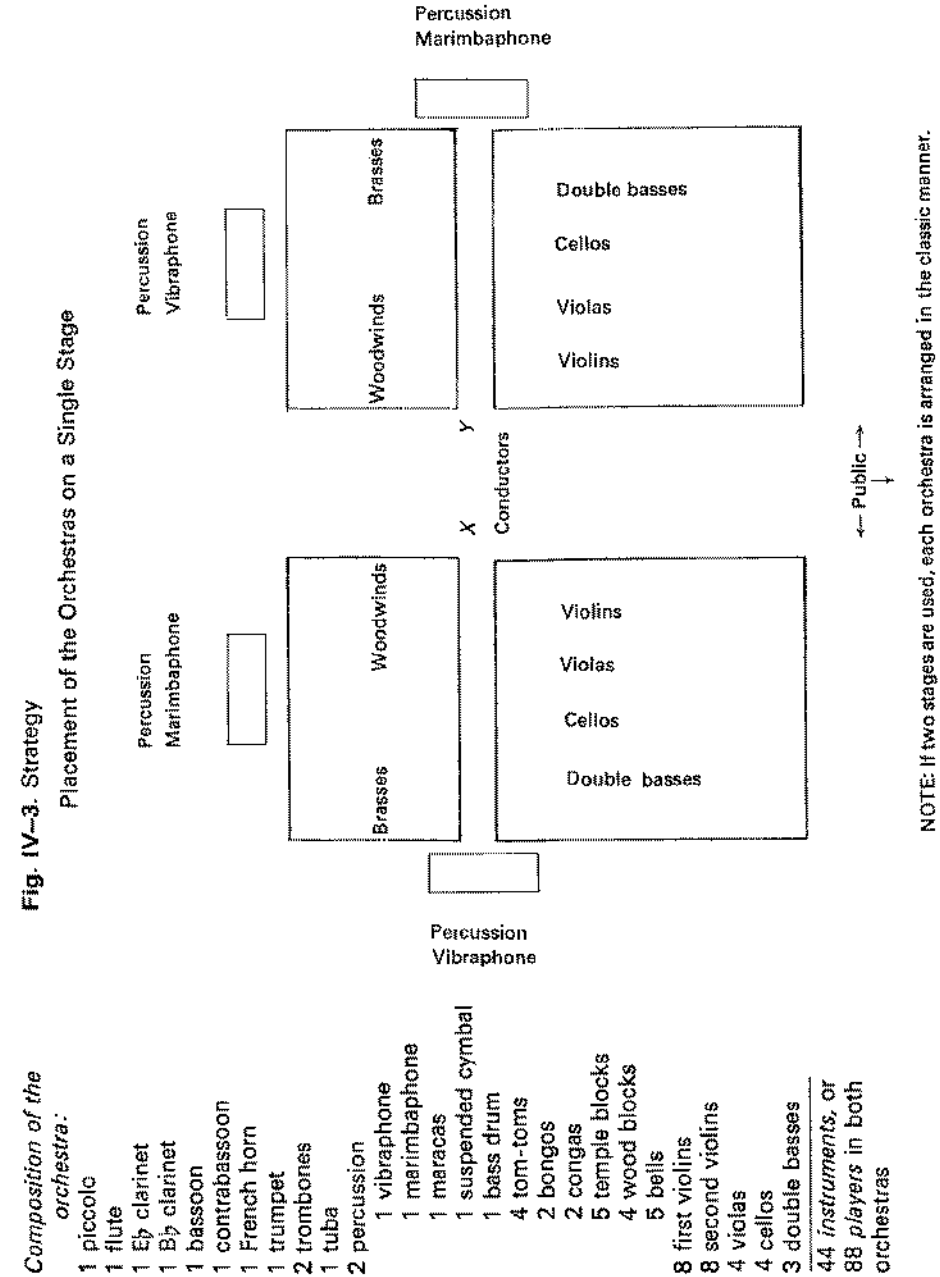 Fig. IV–3. Strategy
Placement of the Orchestras on a Single Stage
Composition of the
orchestra:
1 piccolo
1 flute
1 E♭ clarinet
1 B♭ clarinet
1 bassoon
1 contrabassoon
1 French horn
1 trumpet
2 trombones
1 tuba
2 percussion
1 vibraphone
1 marimbaphone
1 maracas
1 suspended cymbal
1 bass drum
4 tom-toms
2 bongos
2 congas
5 temple blocks
4 wood blocks
5 bells
8 first violins
8 second violins
4 violas
4 cellos
3 double basses
44 instruments, or
88 players in both
orchestras
Percussion
Marimbaphone
Percussion
Vibraphone
Brasses
Woodwinds
Woodwinds
Brasses
Percussion
Vibraphone
X
Y
Conductors
Percussion
Marimbaphone
Double basses
Cellos
Violas
Violins
Violins
Violas
Cellos
Double basses
← Public →
↓
NOTE: If two stages are used, each orchestra is arranged in the classic manner.